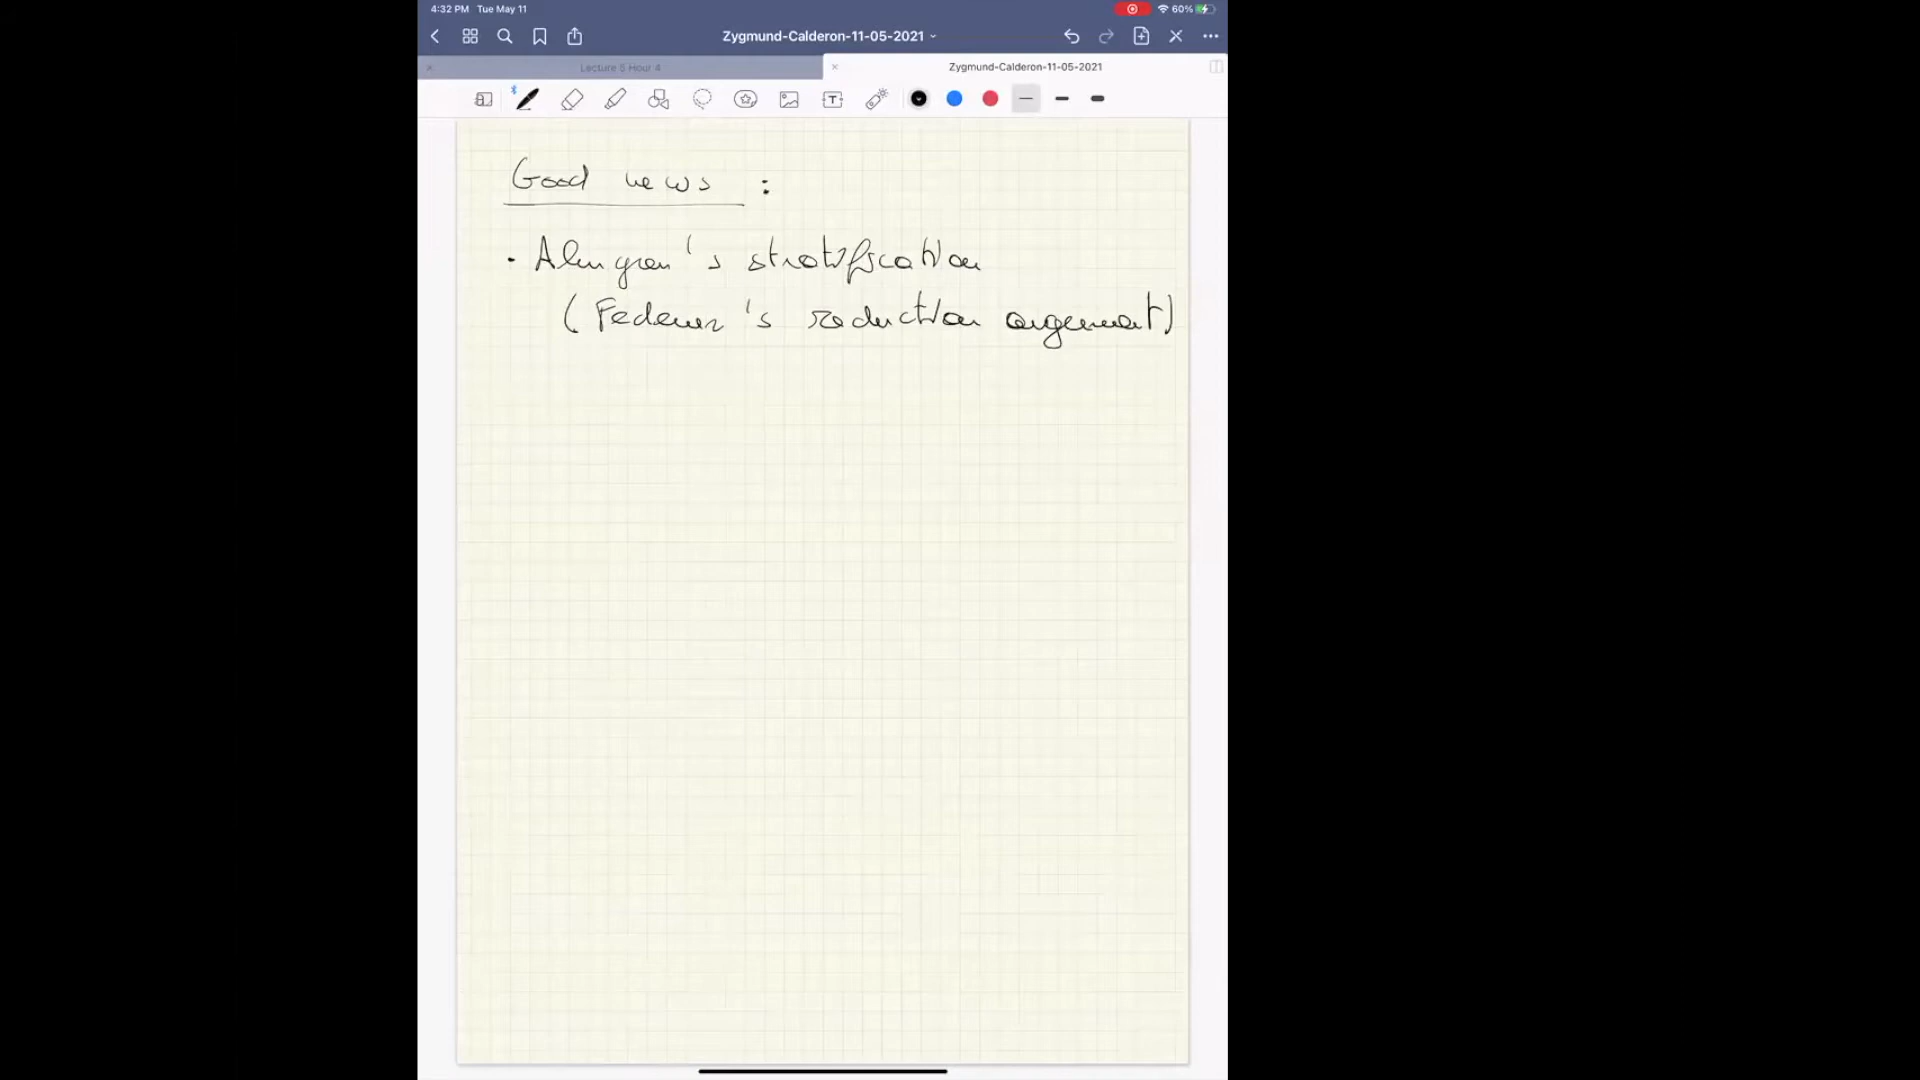 4:32 PM Tue May 11
60%
Zygmund-Calderon-11-05-2021
Lecture 5 Hour 4
Zygmund-Calderon-11-05-2021
Good news :
· Almgren's stratification
(Federer's reduction argument)